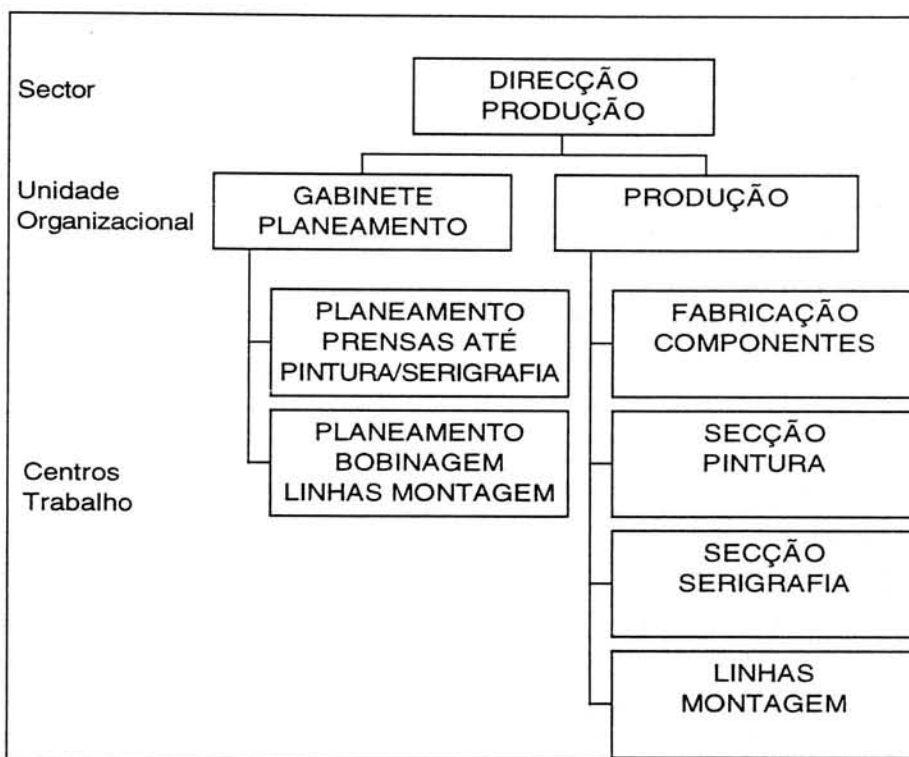 Sector
DIRECÇÃO
PRODUÇÃO
Unidade
Organizacional
GABINETE
PLANEAMENTO
PRODUÇÃO
Centros
Trabalho
PLANEAMENTO
PRENSAS ATÉ
PINTURA/SERIGRAFIA
PLANEAMENTO
BOBINAGEM
LINHAS MONTAGEM
FABRICAÇÃO
COMPONENTES
SECÇÃO
PINTURA
SECÇÃO
SERIGRAFIA
LINHAS
MONTAGEM